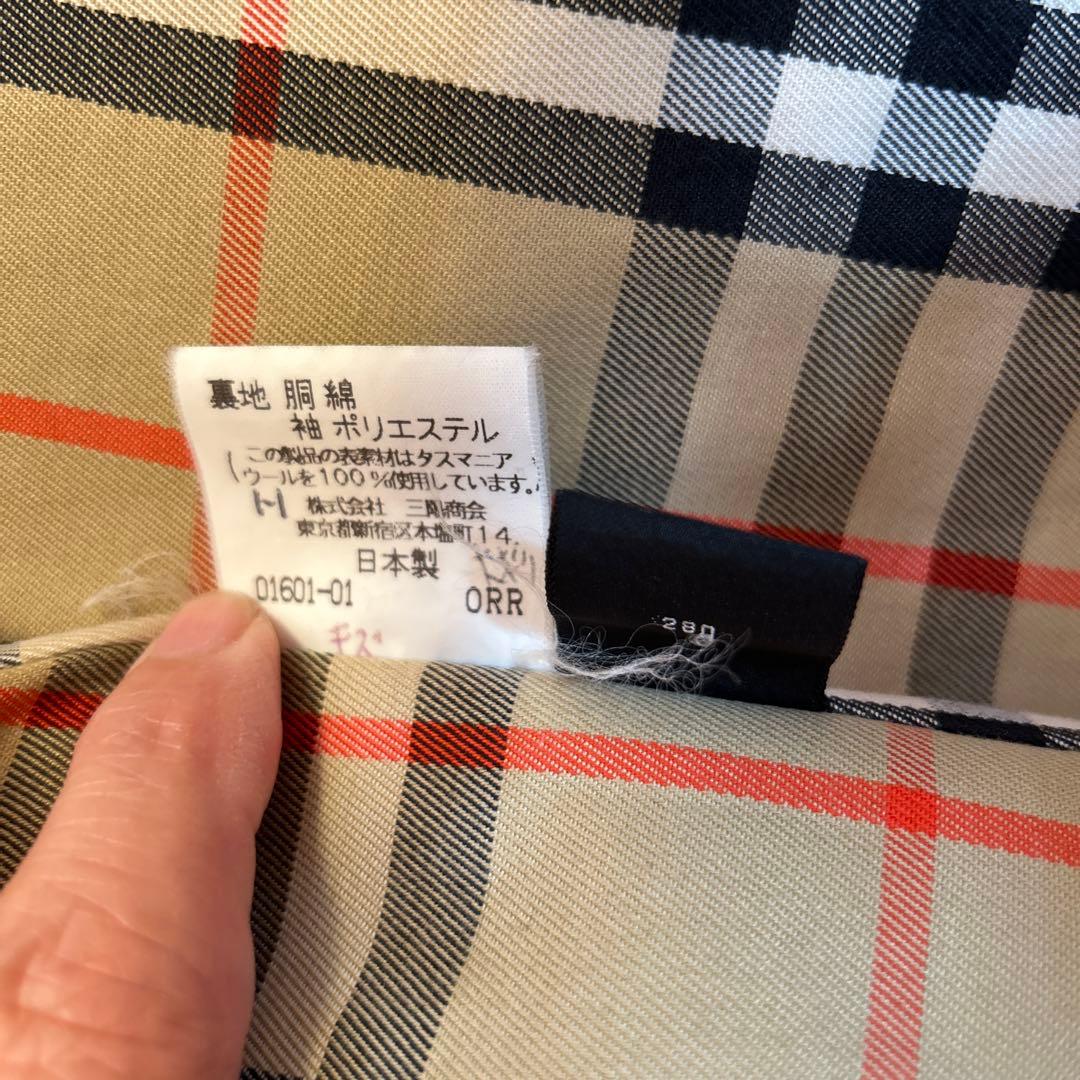 裏地 胴 綿
袖 ポリエステル
この製品の表素材はタスマニア
ウールを100%使用しています。
株式会社 三陽商会
東京都新宿区本塩町14
日本製
01601-01 ORR
キズ
280